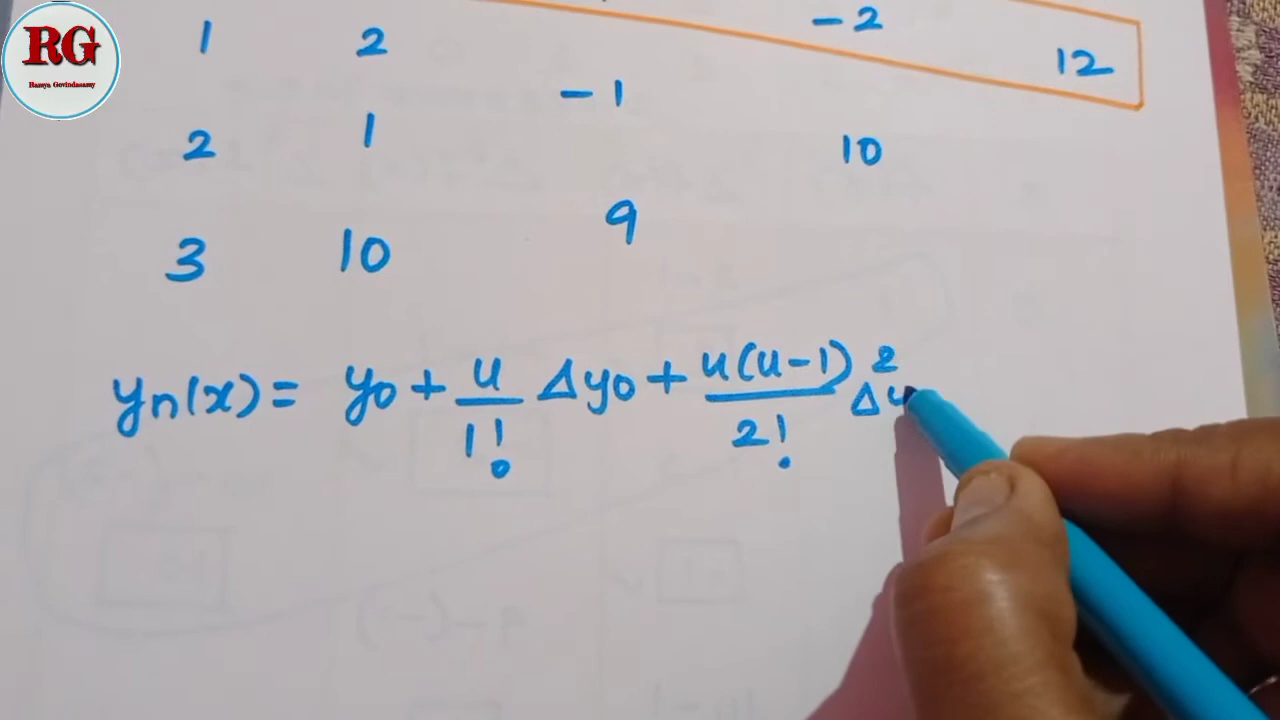 RG
Ramya Govindasamy
-2
1 2 12
-1
2 1 10
9
3 10
yn(x) = y0 + u/1! Δy0 + u(u-1)/2! Δ²y